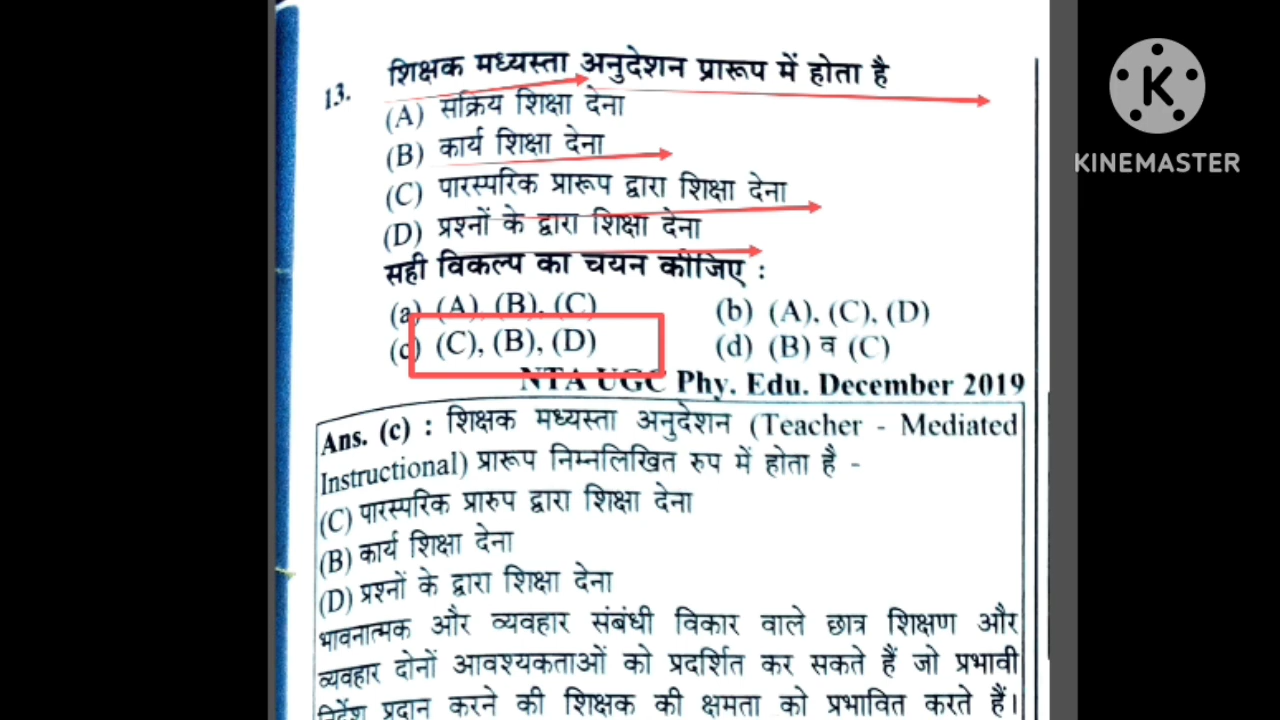 13. शिक्षक मध्यस्ता अनुदेशन प्रारूप में होता है
(A) सक्रिय शिक्षा देना
(B) कार्य शिक्षा देना
(C) पारस्परिक प्रारूप द्वारा शिक्षा देना
(D) प्रश्नों के द्वारा शिक्षा देना
सही विकल्प का चयन कीजिए :
(a) (A), (B), (C) (b) (A), (C), (D)
(c) (C), (B), (D) (d) (B) व (C)
NTA UGC Phy. Edu. December 2019
Ans. (c) : शिक्षक मध्यस्ता अनुदेशन (Teacher - Mediated
Instructional) प्रारूप निम्नलिखित रुप में होता है -
(C) पारस्परिक प्रारुप द्वारा शिक्षा देना
(B) कार्य शिक्षा देना
(D) प्रश्नों के द्वारा शिक्षा देना
भावनात्मक और व्यवहार संबंधी विकार वाले छात्र शिक्षण और
व्यवहार दोनों आवश्यकताओं को प्रदर्शित कर सकते हैं जो प्रभावी
निर्देश प्रदान करने की शिक्षक की क्षमता को प्रभावित करते हैं।
K
KINEMASTER